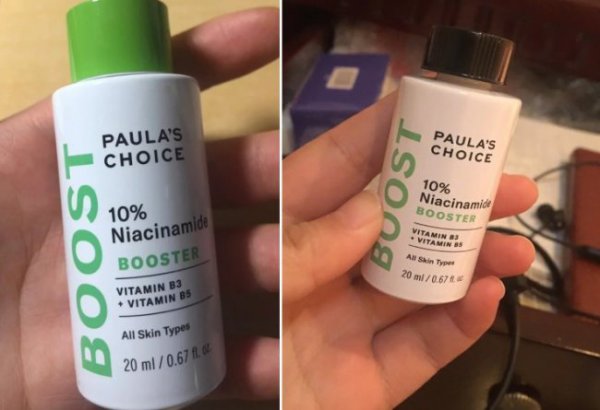 BOOST
PAULA'S
CHOICE
10%
Niacinamide
BOOSTER
VITAMIN B3
+ VITAMIN B5
All Skin Types
20 ml / 0.67 fl. oz.
BOOST
PAULA'S
CHOICE
10%
Niacinamide
BOOSTER
VITAMIN B3
+ VITAMIN B5
All Skin Types
20 ml / 0.67 fl. oz.